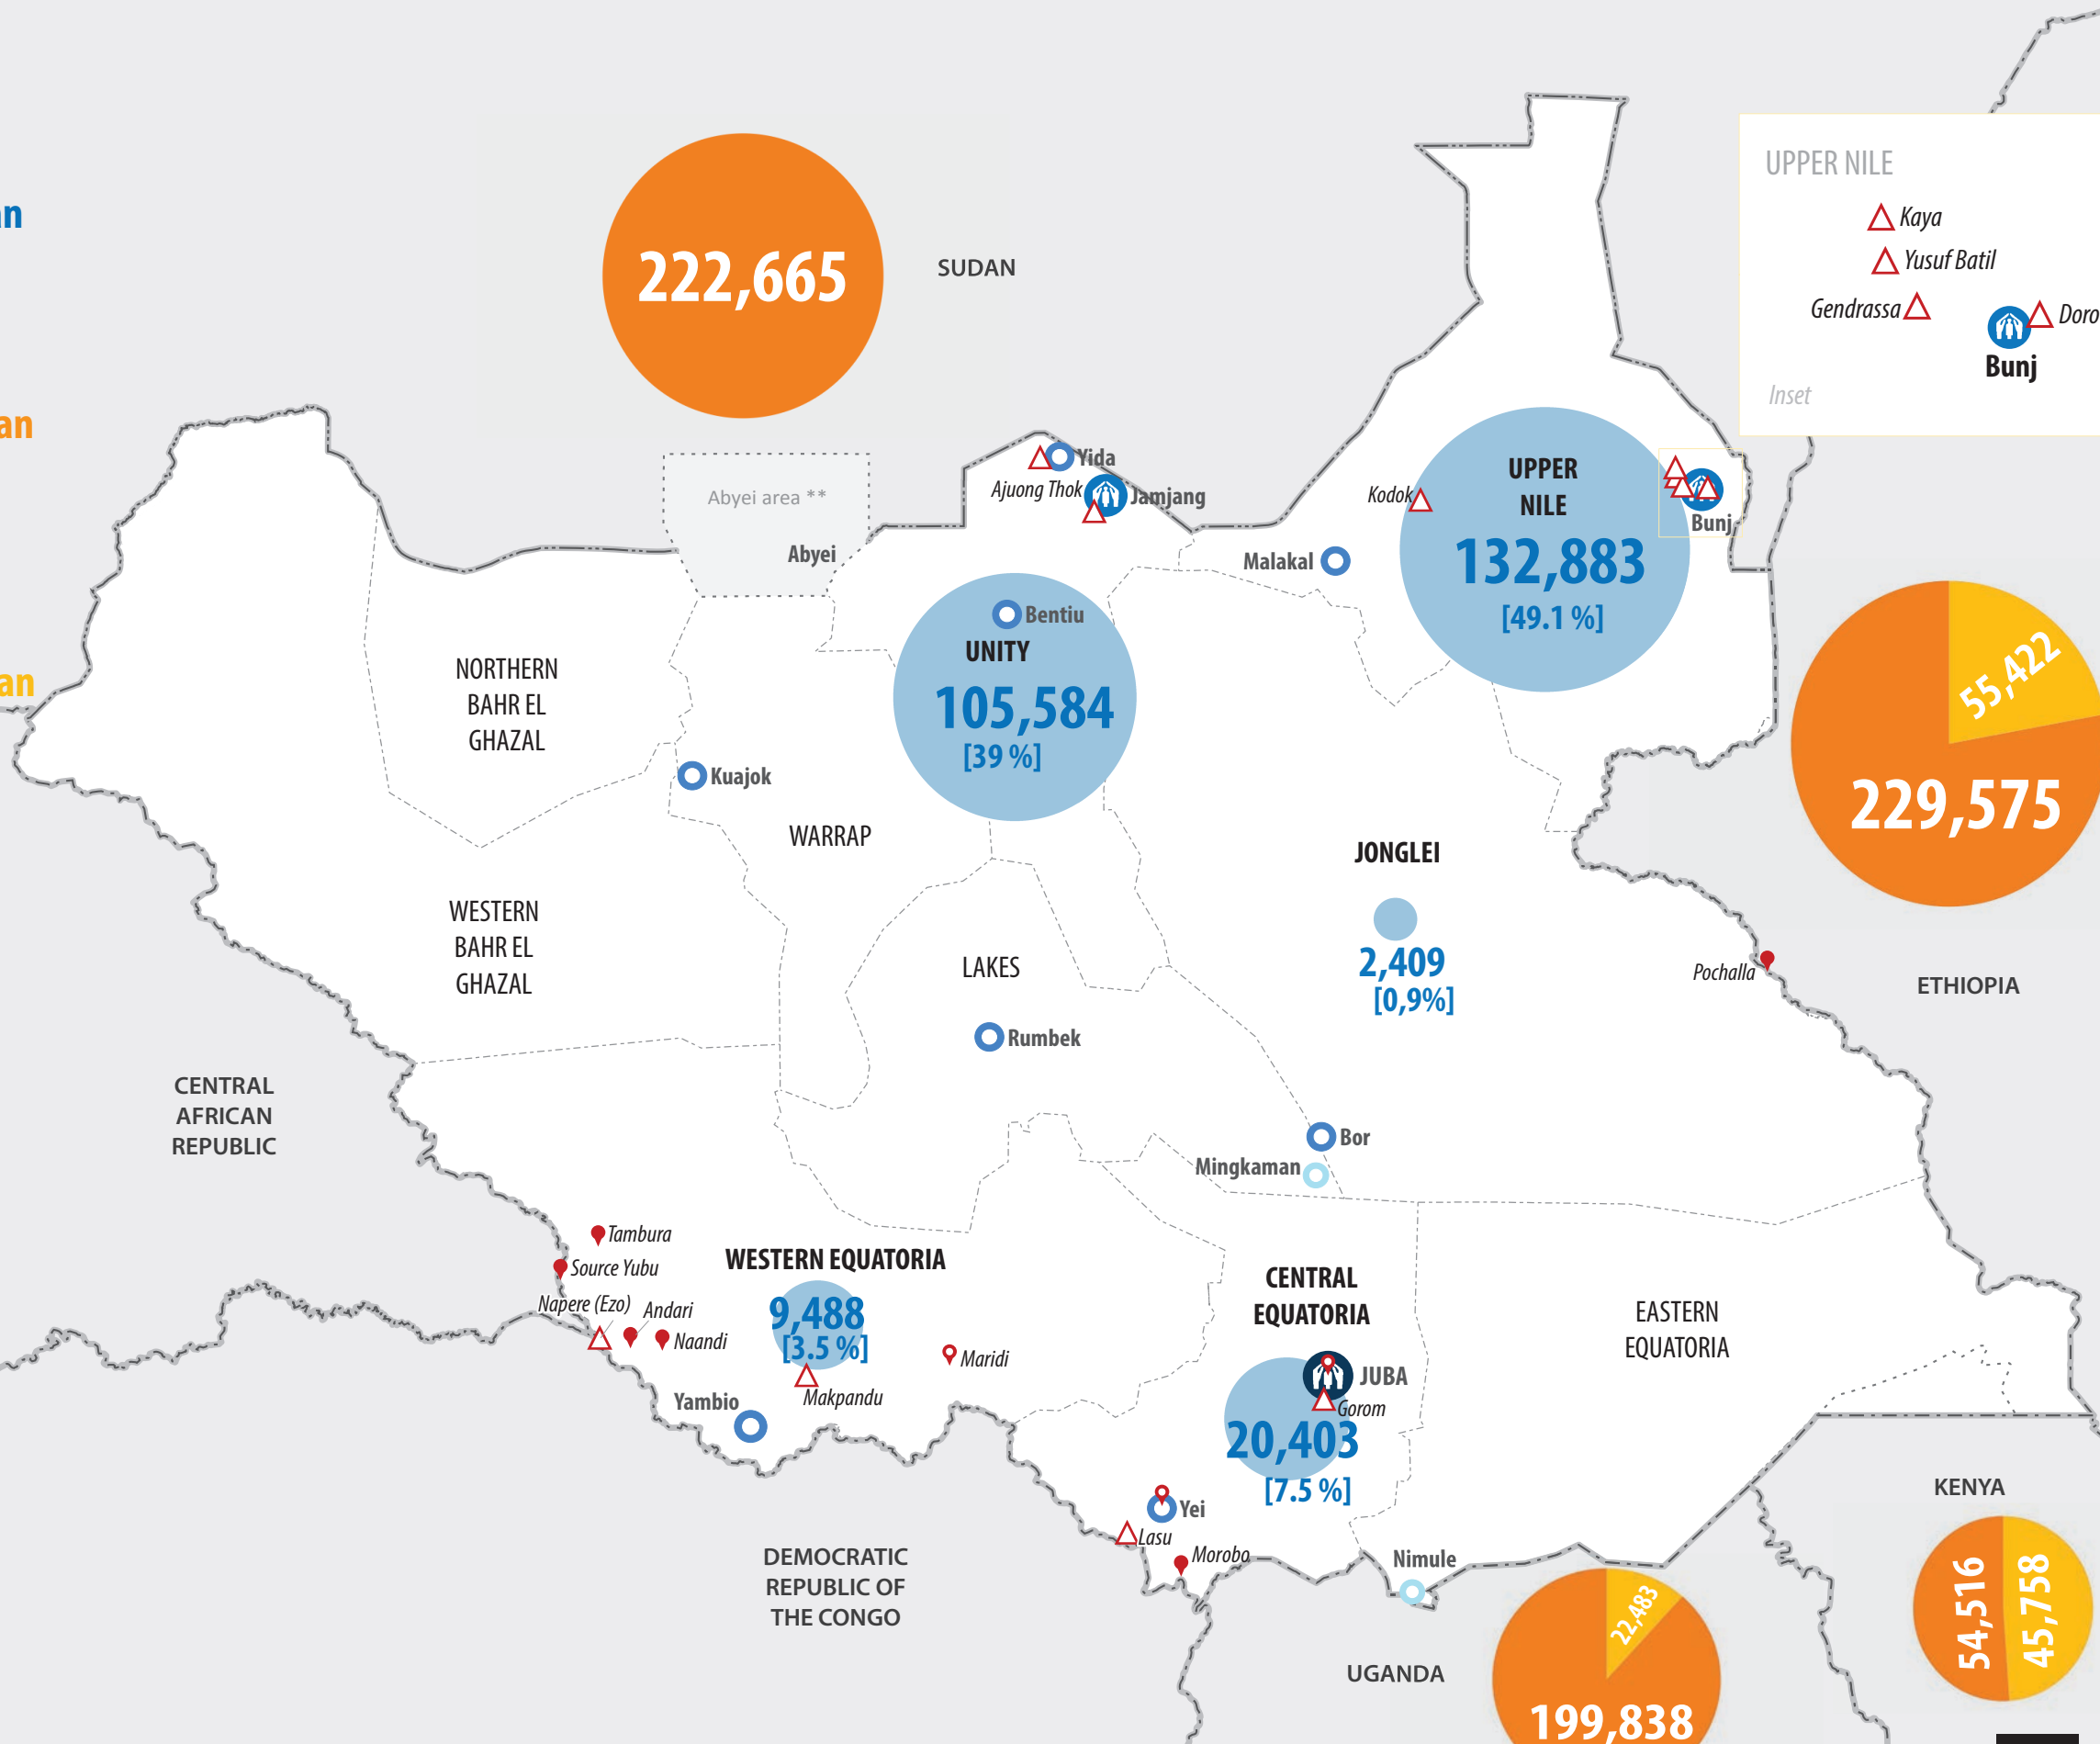 an
an
222,665
SUDAN
UPPER NILE
Kaya
Yusuf Batil
Gendrassa
Doro
Bunj
Inset
Yida
Ajuong Thok
Jamjang
Abyei area **
Abyei
Kodok
UPPER
NILE
132,883
[49.1 %]
Bunj
Malakal
Bentiu
UNITY
105,584
[39 %]
55,422
229,575
NORTHERN
BAHR EL
GHAZAL
Kuajok
WARRAP
JONGLEI
2,409
[0,9%]
WESTERN
BAHR EL
GHAZAL
LAKES
Rumbek
Pochalla
ETHIOPIA
CENTRAL
AFRICAN
REPUBLIC
Bor
Mingkaman
Tambura
Source Yubu
Napere (Ezo)
Andari
Naandi
WESTERN EQUATORIA
9,488
[3.5 %]
Makpandu
Maridi
Yambio
CENTRAL
EQUATORIA
JUBA
Gorom
20,403
[7.5 %]
EASTERN
EQUATORIA
Yei
Lasu
Morobo
Nimule
KENYA
54,516
45,758
DEMOCRATIC
REPUBLIC OF
THE CONGO
UGANDA
22,483
199,838